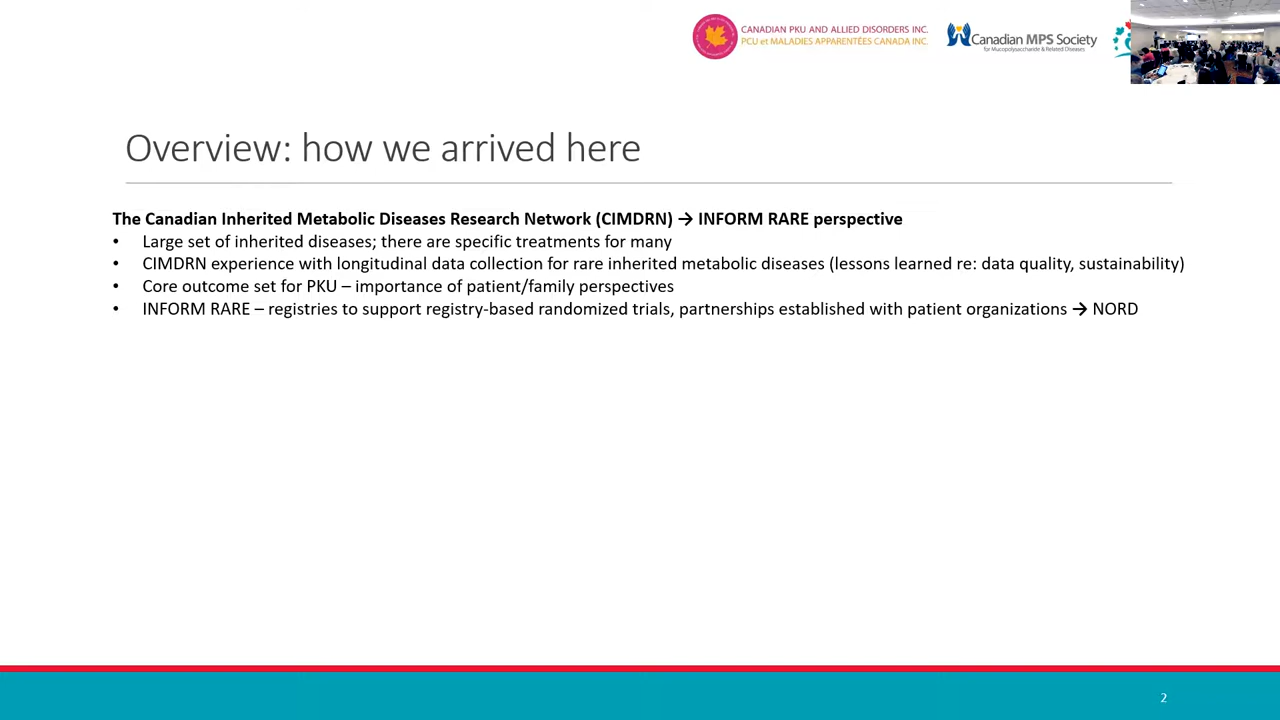 CANADIAN PKU AND ALLIED DISORDERS INC.
PCU et MALADIES APPARENTÉES CANADA INC.
Canadian MPS Society
for Mucopolysaccharide & Related Diseases
Overview: how we arrived here
The Canadian Inherited Metabolic Diseases Research Network (CIMDRN) → INFORM RARE perspective
• Large set of inherited diseases; there are specific treatments for many
• CIMDRN experience with longitudinal data collection for rare inherited metabolic diseases (lessons learned re: data quality, sustainability)
• Core outcome set for PKU – importance of patient/family perspectives
• INFORM RARE – registries to support registry-based randomized trials, partnerships established with patient organizations → NORD
2